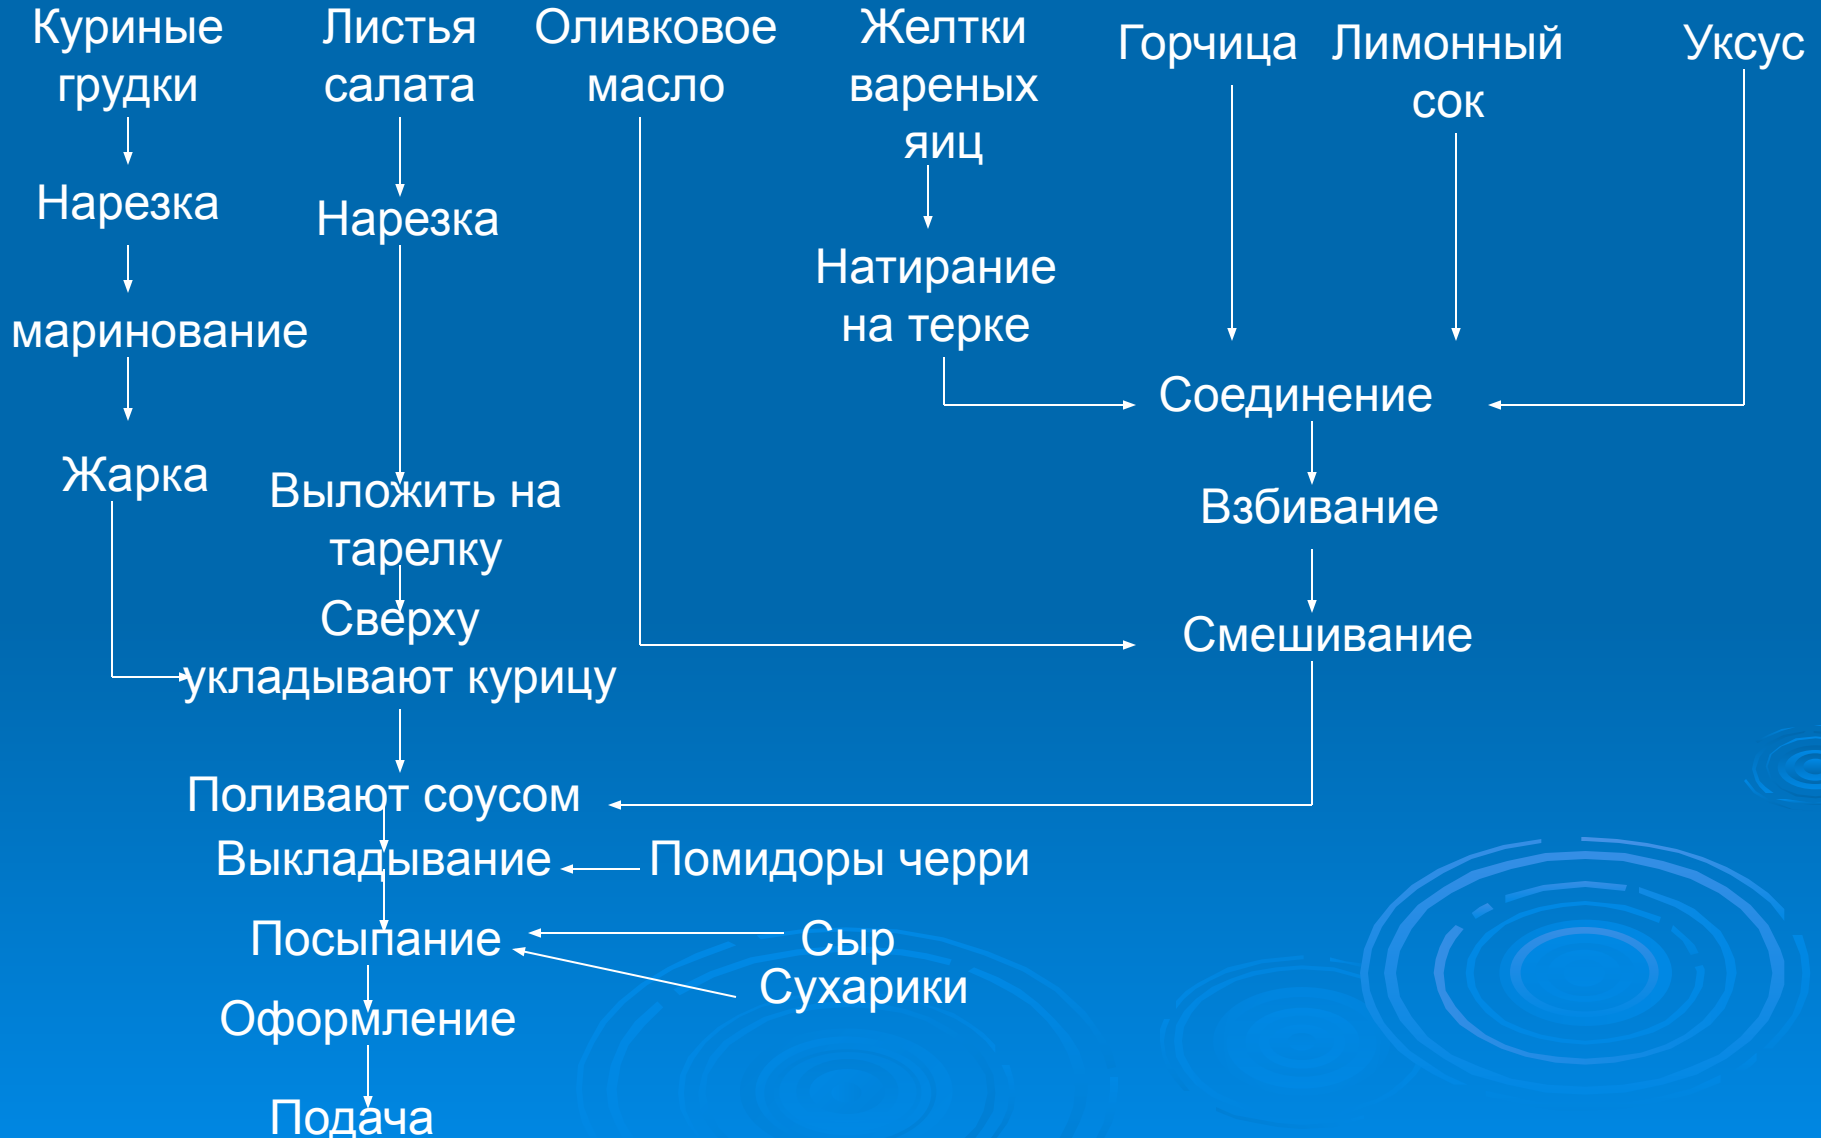 Куриные
грудки
Листья
салата
Оливковое
масло
Желтки
вареных
яиц
Горчица
Лимонный
сок
Уксус
Нарезка
Нарезка
Натирание
на терке
маринование
Соединение
Жарка
Выложить на
тарелку
Взбивание
Сверху
укладывают курицу
Смешивание
Поливают соусом
Выкладывание
Помидоры черри
Посыпание
Сыр
Сухарики
Оформление
Подача